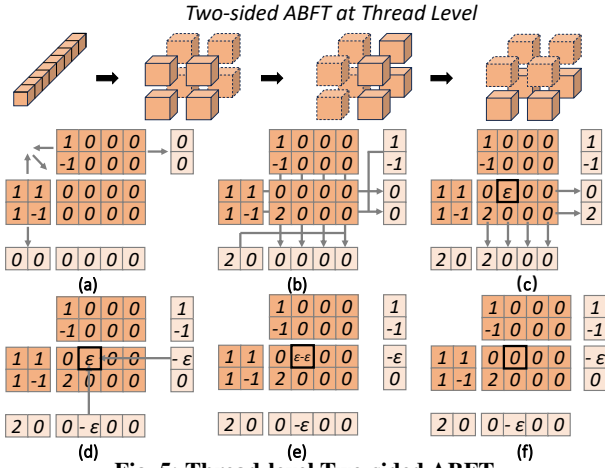 Two-sided ABFT at Thread Level
1 0 0 0 0
-1 0 0 0 0
1 1 0 0 0 0
1 -1 0 0 0 0
0 0 0 0 0 0
(a)
1 0 0 0 1
-1 0 0 0 -1
1 1 0 0 0 0 0
1 -1 2 0 0 0 0
2 0 0 0 0 0
(b)
1 0 0 0 1
-1 0 0 0 -1
1 1 0 ε 0 0 0
1 -1 2 0 0 0 2
2 0 2 0 0 0
(c)
1 0 0 0 1
-1 0 0 0 -1
1 1 0 ε 0 0 -ε
1 -1 2 0 0 0 0
2 0 0 -ε 0 0
(d)
1 0 0 0 1
-1 0 0 0 -1
1 1 0 ε-ε 0 0 -ε
1 -1 2 0 0 0 0
2 0 0 -ε 0 0
(e)
1 0 0 0 1
-1 0 0 0 -1
1 1 0 0 0 0 -ε
1 -1 2 0 0 0 0
2 0 0 -ε 0 0
(f)
Fig. 5: Thread-level Two-sided ABFT